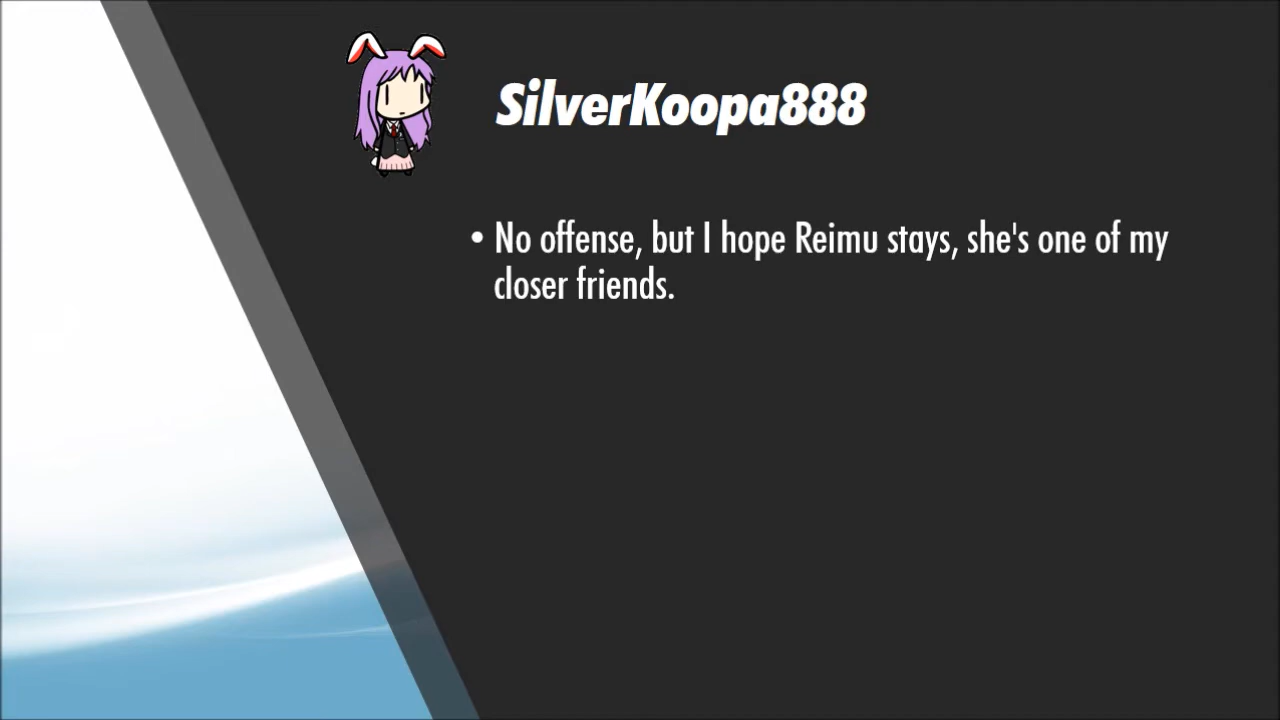 SilverKoopa888
• No offense, but I hope Reimu stays, she's one of my
closer friends.